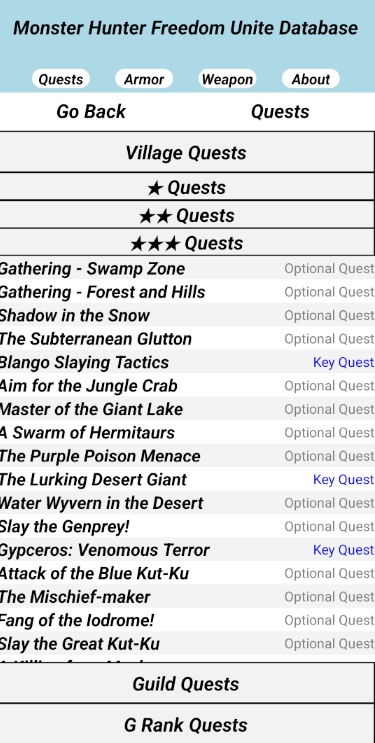 Monster Hunter Freedom Unite Database
Quests Armor Weapon About
Go Back Quests
Village Quests
★ Quests
★★ Quests
★★★ Quests
Gathering - Swamp Zone Optional Quest
Gathering - Forest and Hills Optional Quest
Shadow in the Snow Optional Quest
The Subterranean Glutton Optional Quest
Blango Slaying Tactics Key Quest
Aim for the Jungle Crab Optional Quest
Master of the Giant Lake Optional Quest
A Swarm of Hermitaurs Optional Quest
The Purple Poison Menace Optional Quest
The Lurking Desert Giant Key Quest
Water Wyvern in the Desert Optional Quest
Slay the Genprey! Optional Quest
Gypceros: Venomous Terror Key Quest
Attack of the Blue Kut-Ku Optional Quest
The Mischief-maker Optional Quest
Fang of the Iodrome! Optional Quest
Slay the Great Kut-Ku Optional Quest
Guild Quests
G Rank Quests